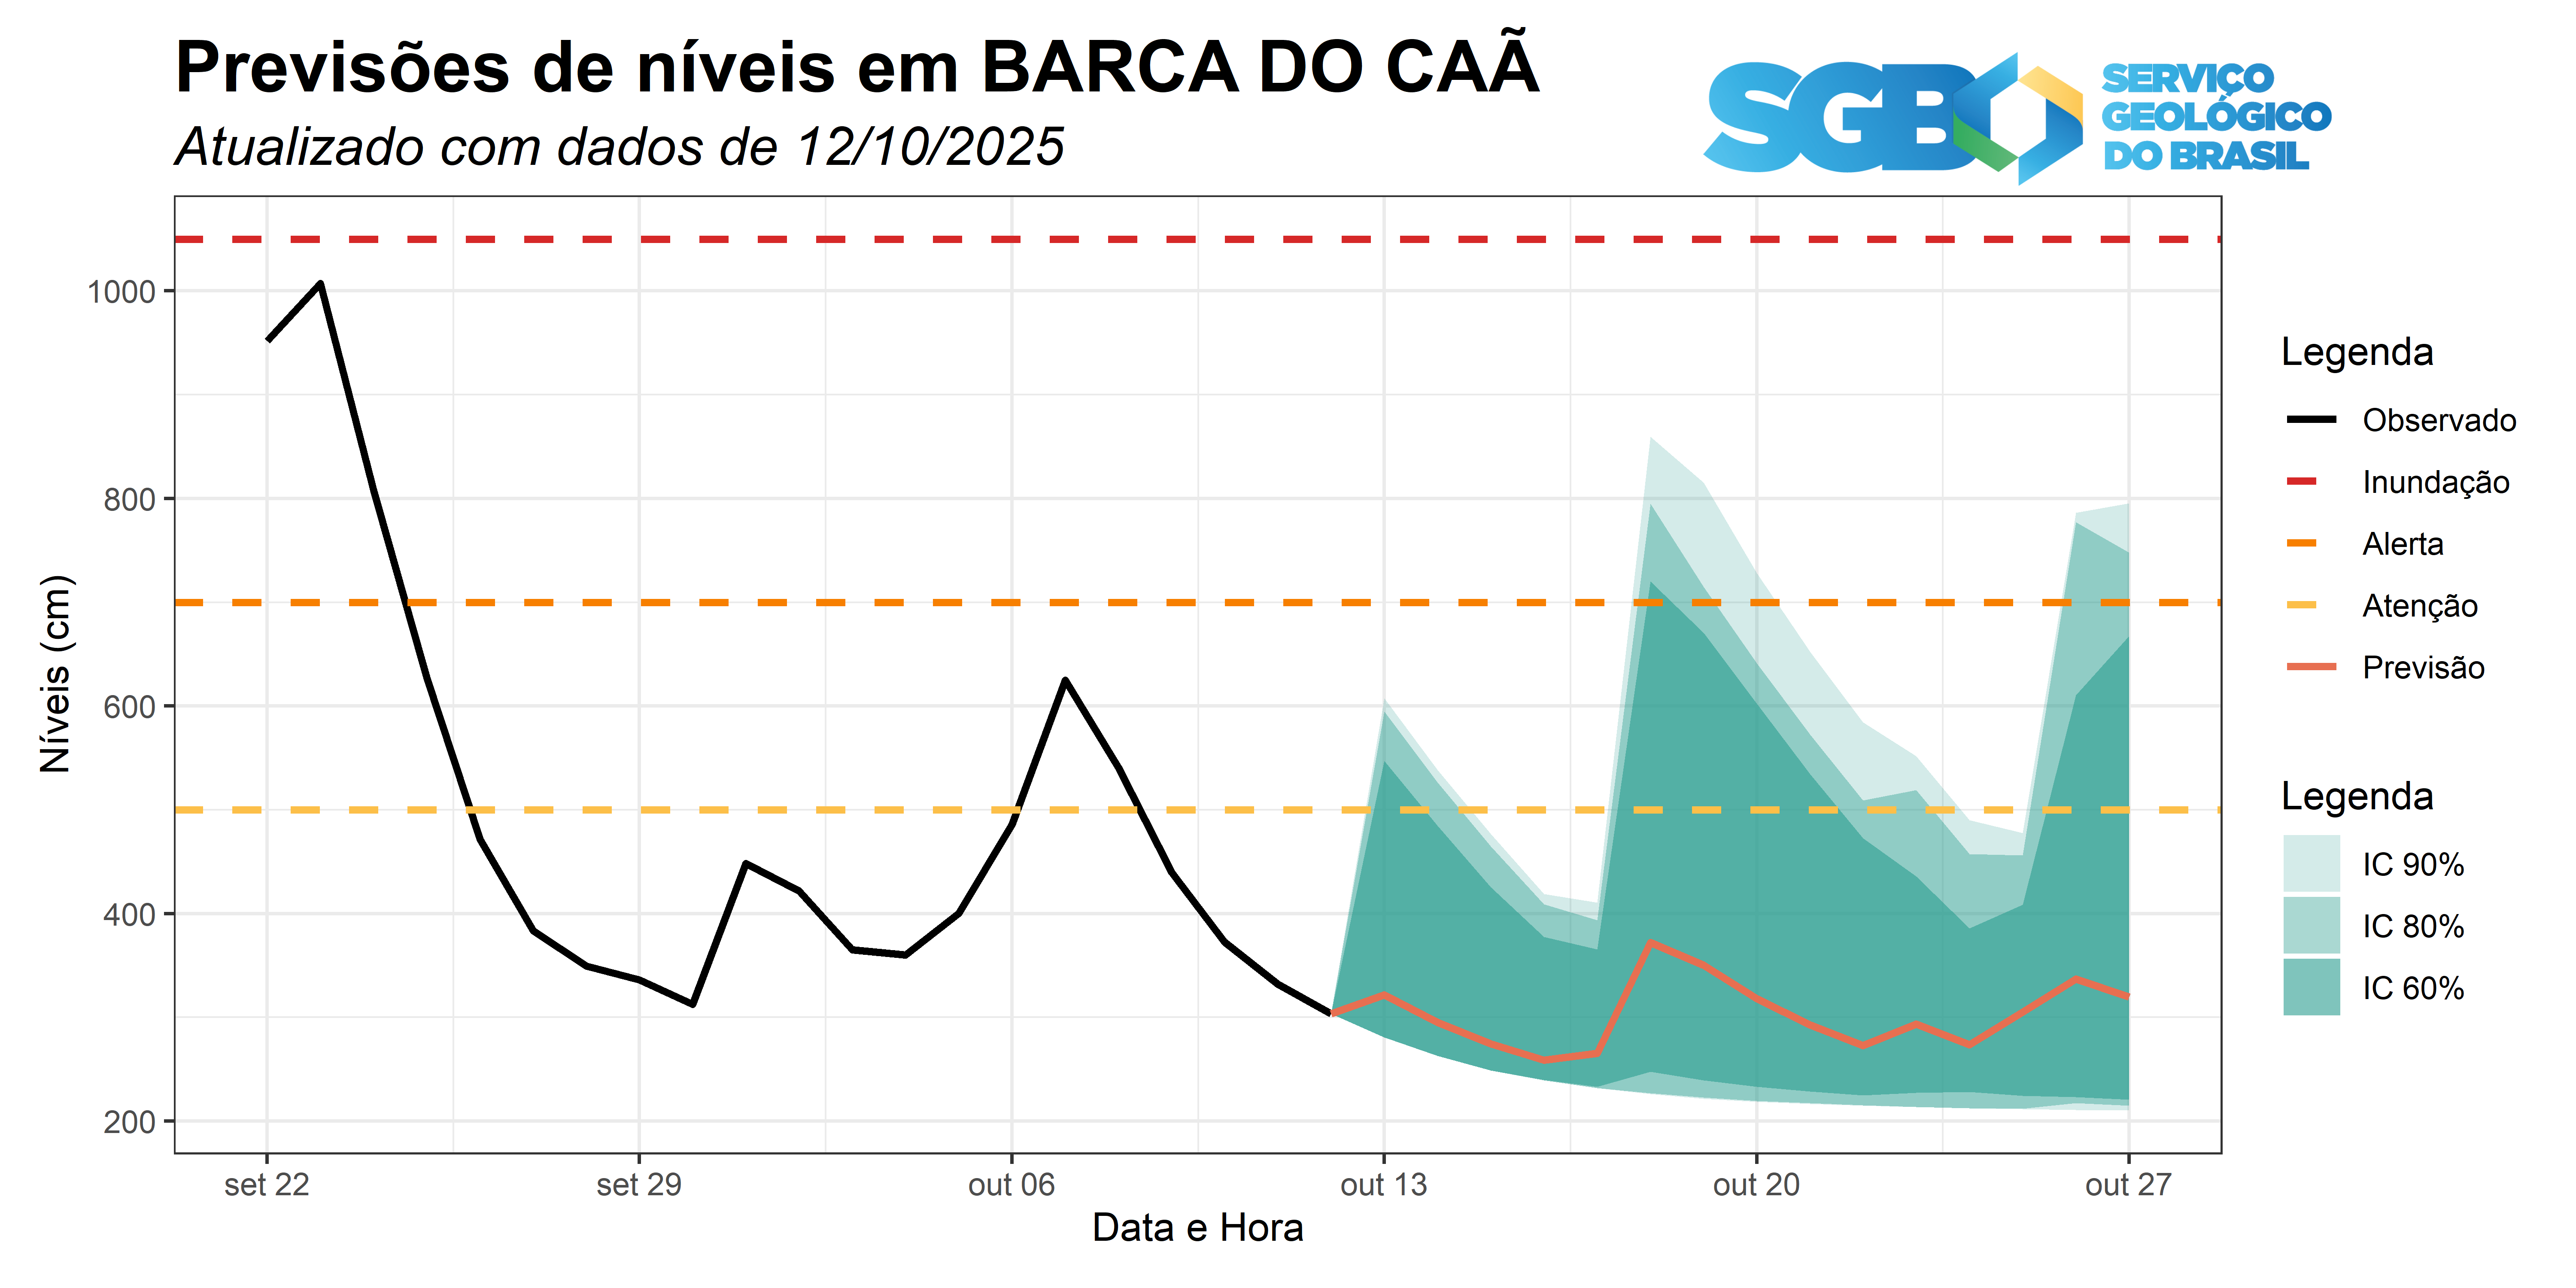 Previsões de níveis em BARCA DO CAÃ
Atualizado com dados de 12/10/2025
SGB
SERVIÇO
GEOLÓGICO
DO BRASIL
Níveis (cm)
1000
800
600
400
200
set 22
set 29
out 06
out 13
out 20
out 27
Data e Hora
Legenda
Observado
Inundação
Alerta
Atenção
Previsão
Legenda
IC 90%
IC 80%
IC 60%